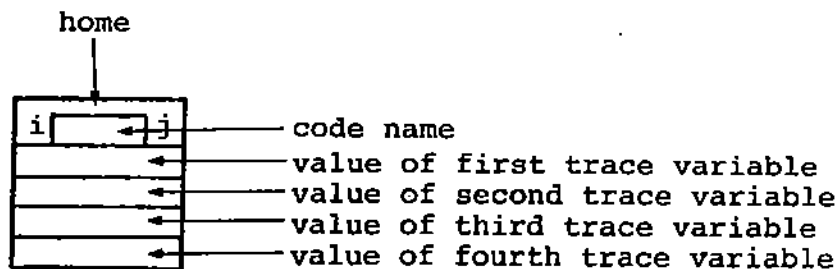 home
i j code name
value of first trace variable
value of second trace variable
value of third trace variable
value of fourth trace variable